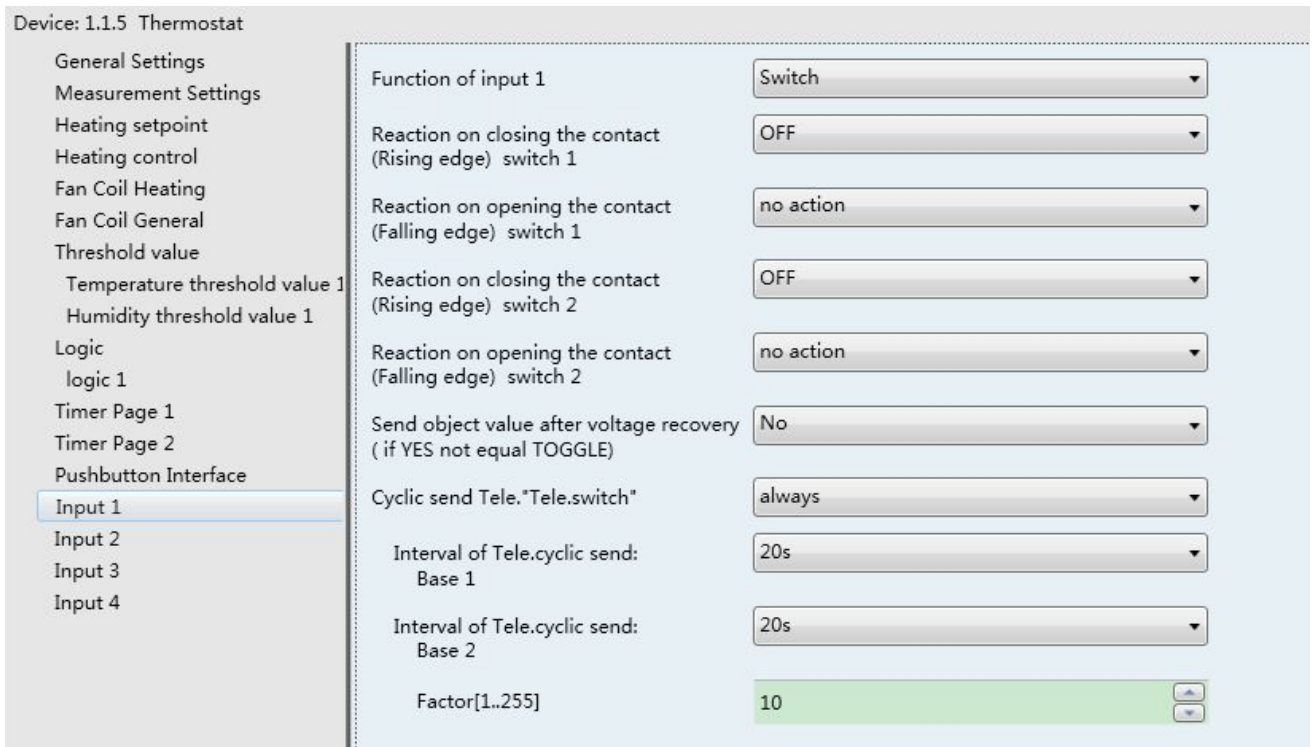 Device: 1.1.5  Thermostat
General Settings
Measurement Settings
Heating setpoint
Heating control
Fan Coil Heating
Fan Coil General
Threshold value
Temperature threshold value 1
Humidity threshold value 1
Logic
logic 1
Timer Page 1
Timer Page 2
Pushbutton Interface
Input 1
Input 2
Input 3
Input 4
Function of input 1
Switch
Reaction on closing the contact
(Rising edge)  switch 1
OFF
Reaction on opening the contact
(Falling edge)  switch 1
no action
Reaction on closing the contact
(Rising edge)  switch 2
OFF
Reaction on opening the contact
(Falling edge)  switch 2
no action
Send object value after voltage recovery
( if YES not equal TOGGLE)
No
Cyclic send Tele."Tele.switch"
always
Interval of Tele.cyclic send:
Base 1
20s
Interval of Tele.cyclic send:
Base 2
20s
Factor[1..255]
10